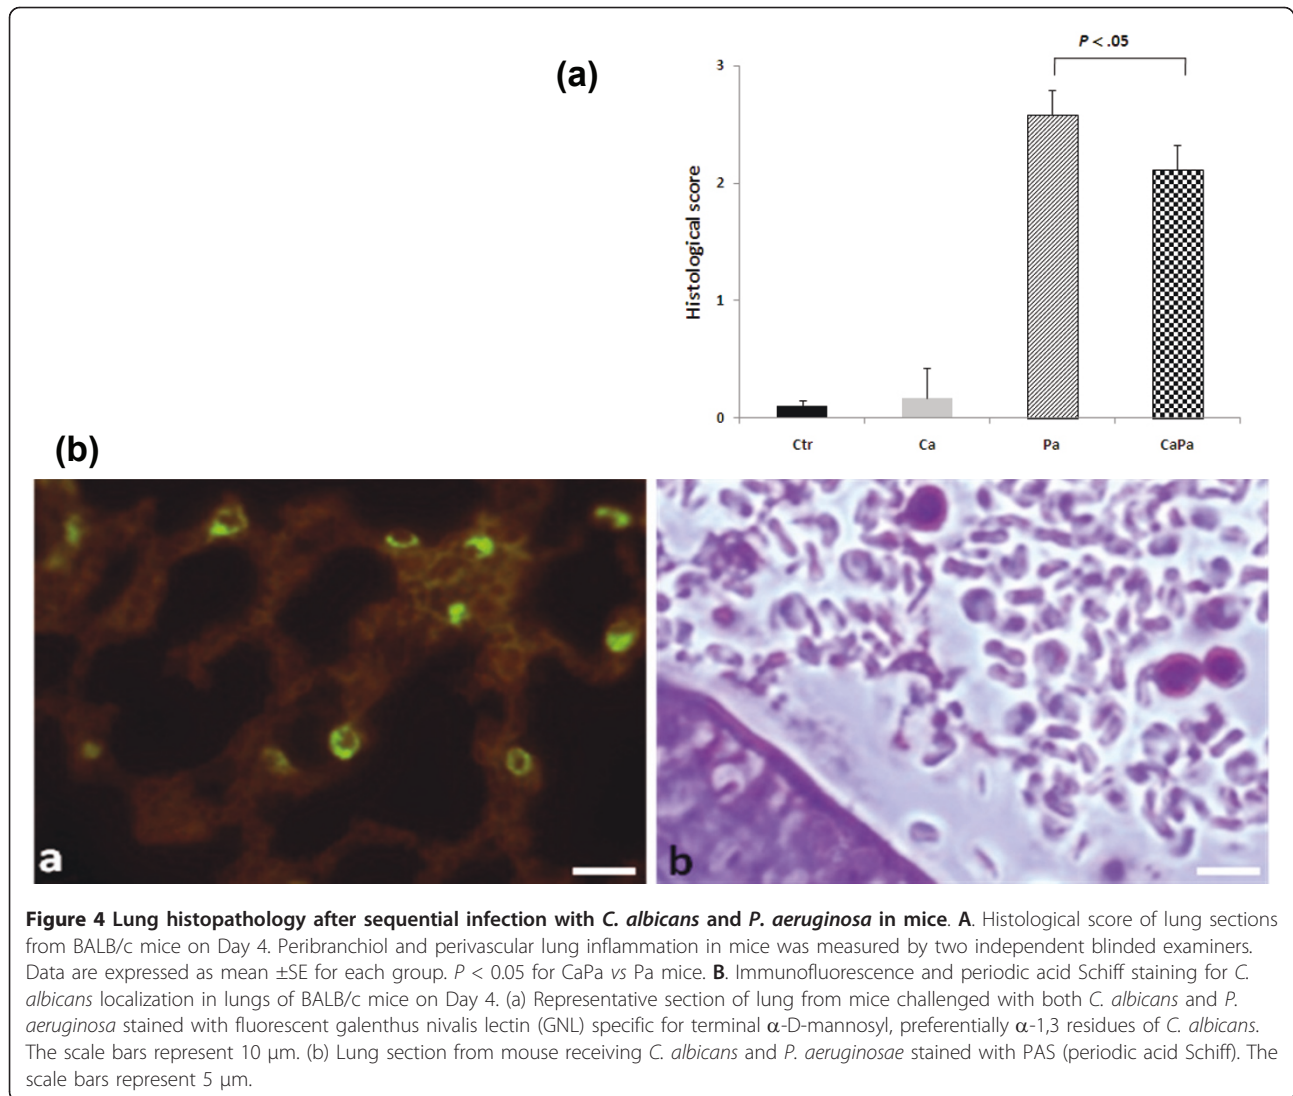 (a)
P < .05
3
2
1
0
Histological score
Ctr Ca Pa CaPa
(b)
a
b
Figure 4 Lung histopathology after sequential infection with C. albicans and P. aeruginosa in mice. A. Histological score of lung sections
from BALB/c mice on Day 4. Peribranchiol and perivascular lung inflammation in mice was measured by two independent blinded examiners.
Data are expressed as mean ±SE for each group. P < 0.05 for CaPa vs Pa mice. B. Immunofluorescence and periodic acid Schiff staining for C.
albicans localization in lungs of BALB/c mice on Day 4. (a) Representative section of lung from mice challenged with both C. albicans and P.
aeruginosa stained with fluorescent galenthus nivalis lectin (GNL) specific for terminal α-D-mannosyl, preferentially α-1,3 residues of C. albicans.
The scale bars represent 10 μm. (b) Lung section from mouse receiving C. albicans and P. aeruginosae stained with PAS (periodic acid Schiff). The
scale bars represent 5 μm.